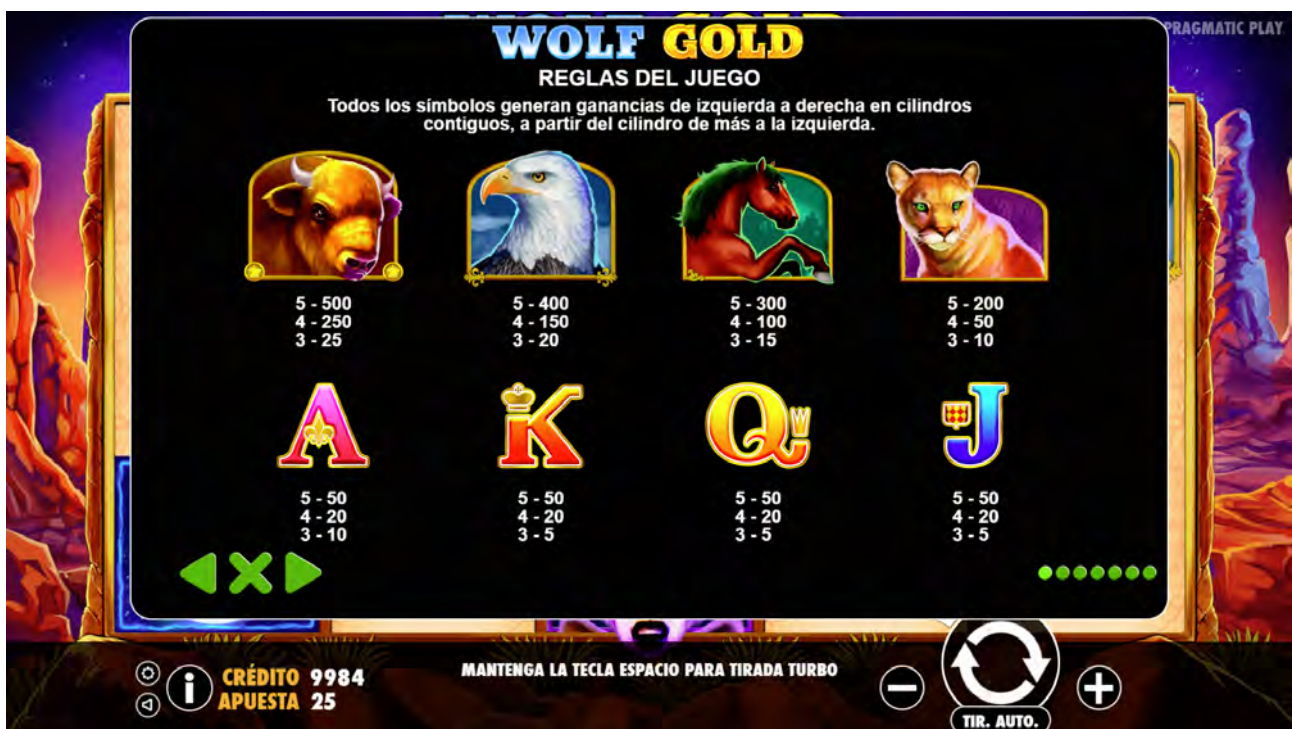 WOLF GOLD
PRAGMATIC PLAY
REGLAS DEL JUEGO
Todos los símbolos generan ganancias de izquierda a derecha en cilindros
contiguos, a partir del cilindro de más a la izquierda.
5 - 500 5 - 400 5 - 300 5 - 200
4 - 250 4 - 150 4 - 100 4 - 50
3 - 25 3 - 20 3 - 15 3 - 10
A K Q J
5 - 50 5 - 50 5 - 50 5 - 50
4 - 20 4 - 20 4 - 20 4 - 20
3 - 10 3 - 5 3 - 5 3 - 5
CRÉDITO 9984
APUESTA 25
MANTENGA LA TECLA ESPACIO PARA TIRADA TURBO
TIR. AUTO.